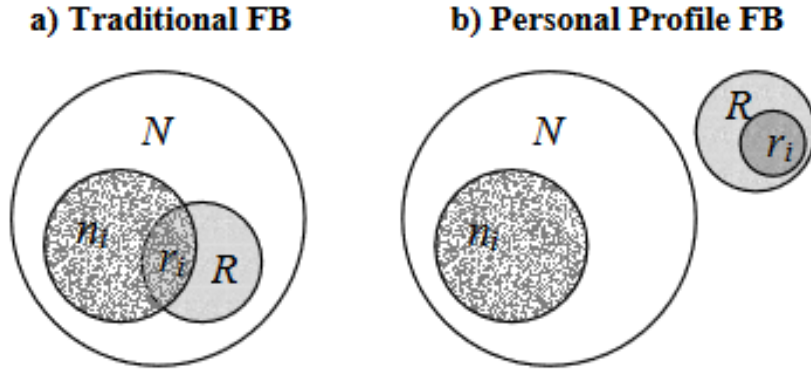 a) Traditional FB
b) Personal Profile FB
N
n_i
r_i
R
N
n_i
R
r_i